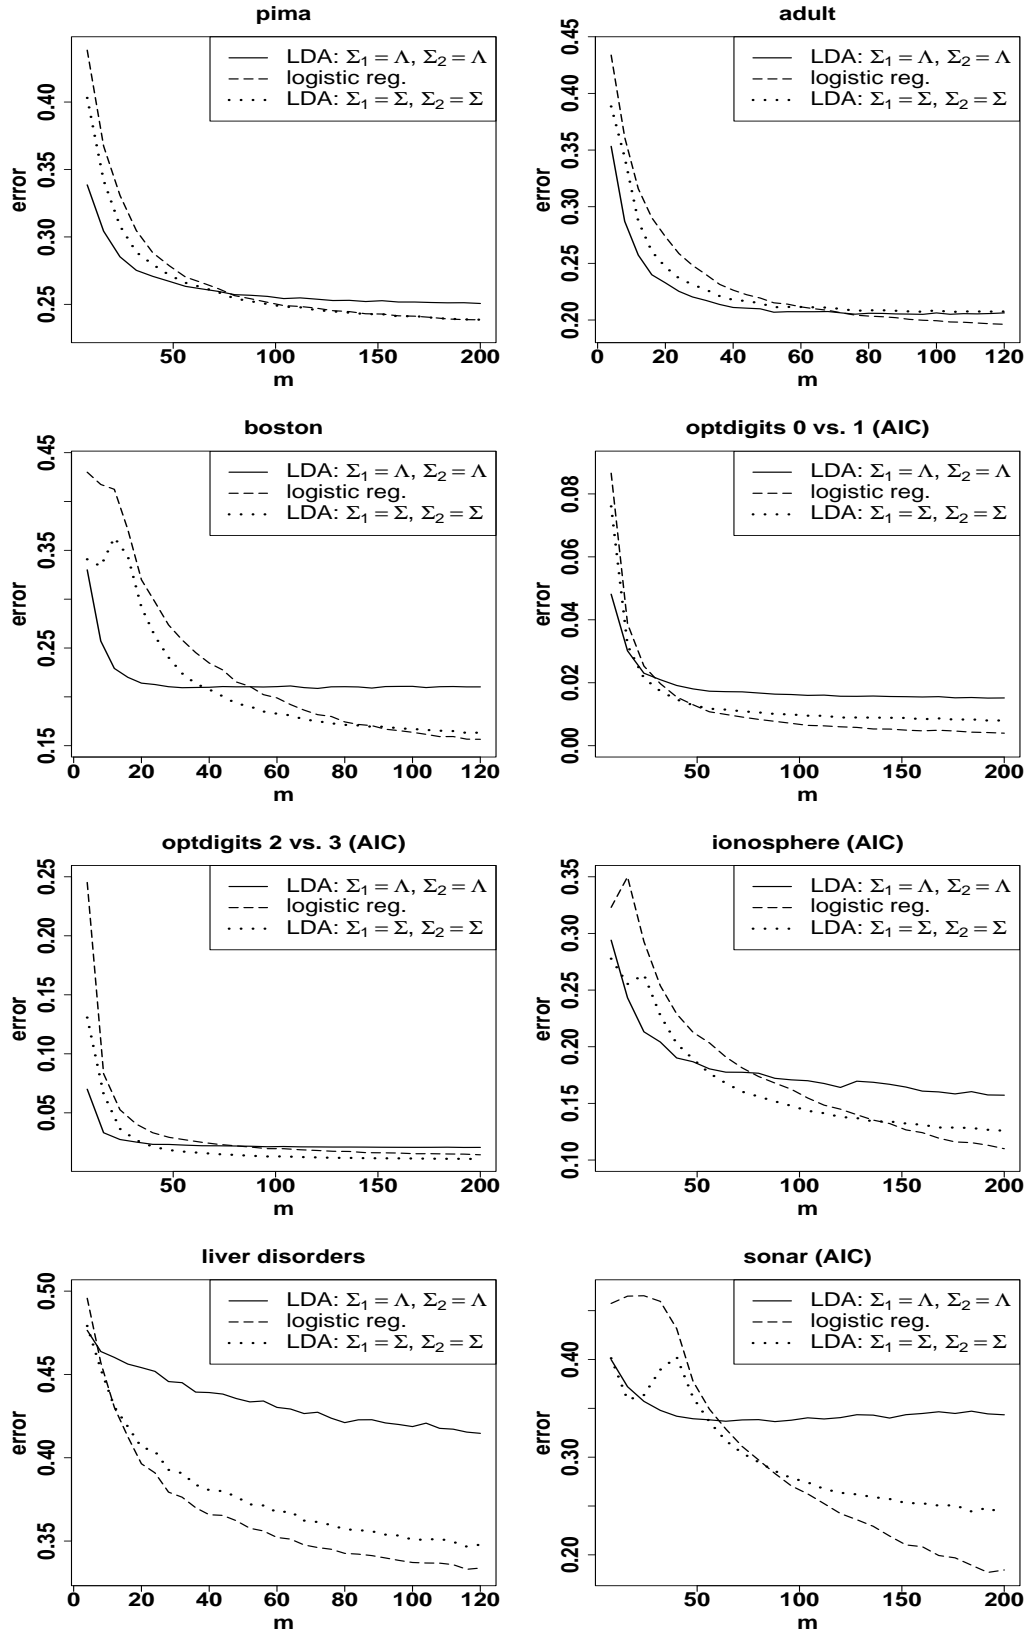 pima
LDA: Σ₁ = Λ, Σ₂ = Λ
logistic reg.
LDA: Σ₁ = Σ, Σ₂ = Σ
error
0.25 0.30 0.35 0.40
50 100 150 200
m
adult
LDA: Σ₁ = Λ, Σ₂ = Λ
logistic reg.
LDA: Σ₁ = Σ, Σ₂ = Σ
error
0.20 0.25 0.30 0.35 0.40 0.45
0 20 40 60 80 100 120
m
boston
LDA: Σ₁ = Λ, Σ₂ = Λ
logistic reg.
LDA: Σ₁ = Σ, Σ₂ = Σ
error
0.15 0.25 0.35 0.45
0 20 40 60 80 100 120
m
optdigits 0 vs. 1 (AIC)
LDA: Σ₁ = Λ, Σ₂ = Λ
logistic reg.
LDA: Σ₁ = Σ, Σ₂ = Σ
error
0.00 0.02 0.04 0.06 0.08
50 100 150 200
m
optdigits 2 vs. 3 (AIC)
LDA: Σ₁ = Λ, Σ₂ = Λ
logistic reg.
LDA: Σ₁ = Σ, Σ₂ = Σ
error
0.05 0.10 0.15 0.20 0.25
50 100 150 200
m
ionosphere (AIC)
LDA: Σ₁ = Λ, Σ₂ = Λ
logistic reg.
LDA: Σ₁ = Σ, Σ₂ = Σ
error
0.10 0.15 0.20 0.25 0.30 0.35
50 100 150 200
m
liver disorders
LDA: Σ₁ = Λ, Σ₂ = Λ
logistic reg.
LDA: Σ₁ = Σ, Σ₂ = Σ
error
0.35 0.40 0.45 0.50
0 20 40 60 80 100 120
m
sonar (AIC)
LDA: Σ₁ = Λ, Σ₂ = Λ
logistic reg.
LDA: Σ₁ = Σ, Σ₂ = Σ
error
0.20 0.30 0.40
50 100 150 200
m